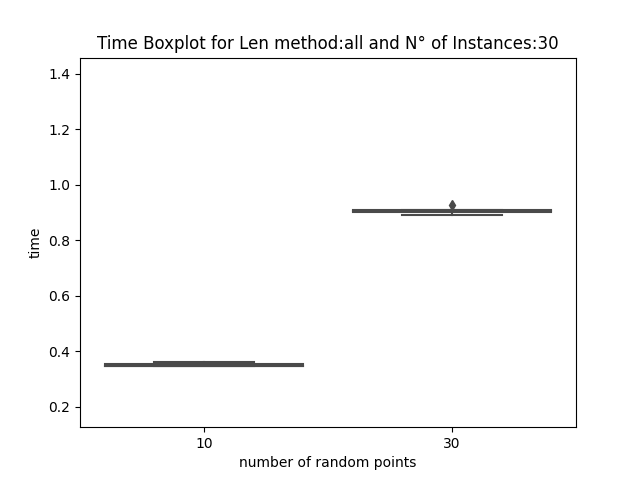 Time Boxplot for Len method:all and N° of Instances:30
1.4
1.2
1.0
0.8
0.6
0.4
0.2
time
10 30
number of random points